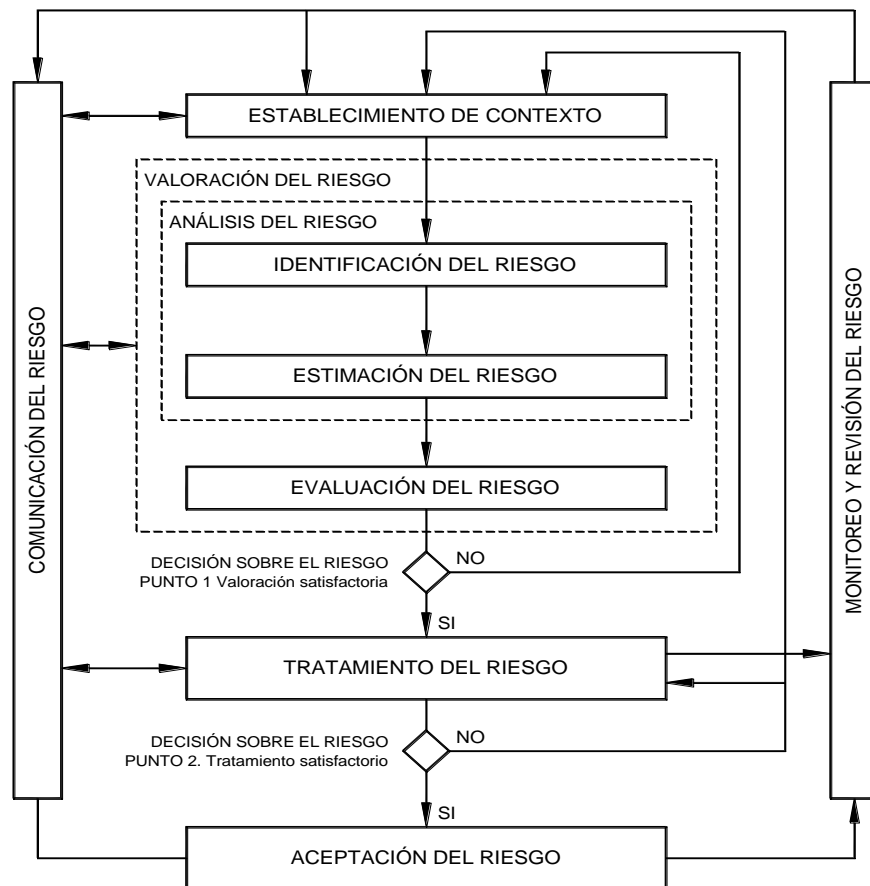 ESTABLECIMIENTO DE CONTEXTO
VALORACIÓN DEL RIESGO
ANÁLISIS DEL RIESGO
IDENTIFICACIÓN DEL RIESGO
ESTIMACIÓN DEL RIESGO
EVALUACIÓN DEL RIESGO
DECISIÓN SOBRE EL RIESGO
PUNTO 1 Valoración satisfactoria
NO
SI
TRATAMIENTO DEL RIESGO
DECISIÓN SOBRE EL RIESGO
PUNTO 2. Tratamiento satisfactorio
NO
SI
ACEPTACIÓN DEL RIESGO
COMUNICACIÓN DEL RIESGO
MONITOREO Y REVISIÓN DEL RIESGO